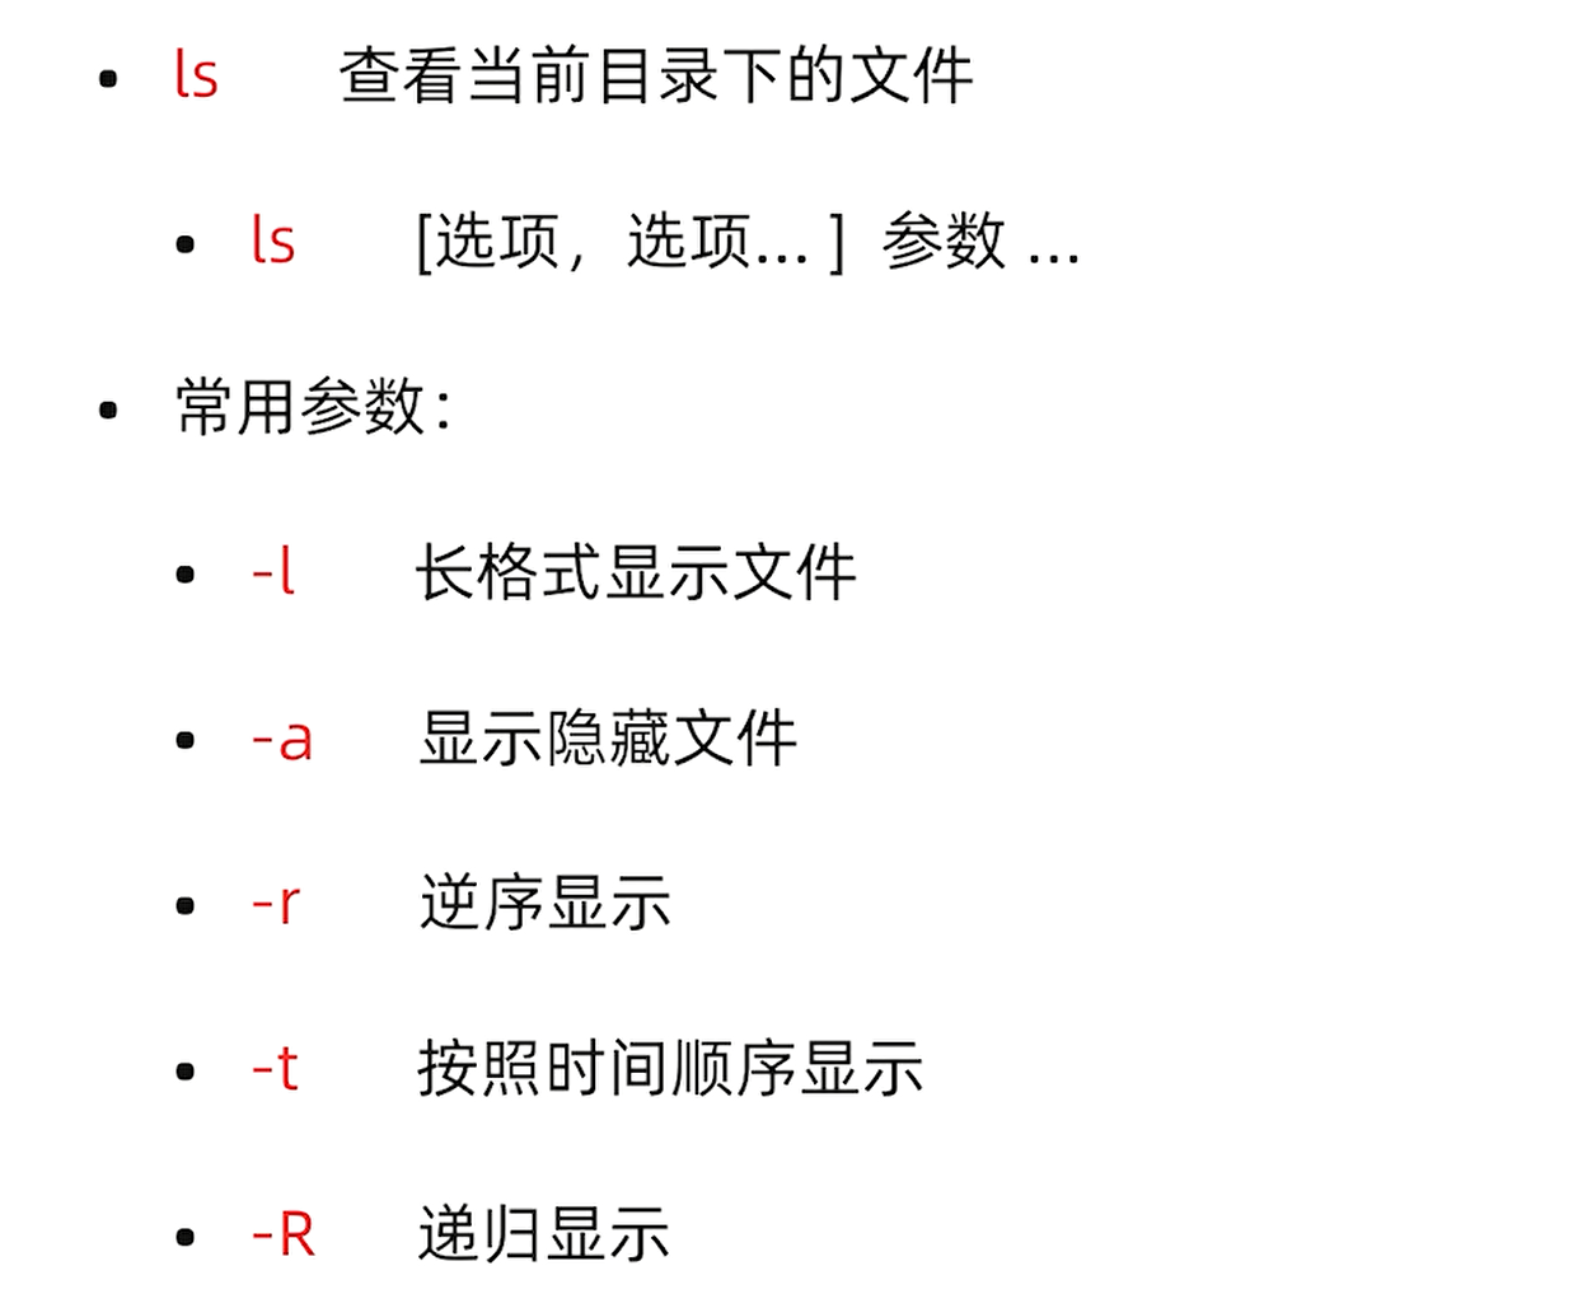 • ls 查看当前目录下的文件
• ls [选项，选项... ] 参数 ...
• 常用参数：
• -l 长格式显示文件
• -a 显示隐藏文件
• -r 逆序显示
• -t 按照时间顺序显示
• -R 递归显示